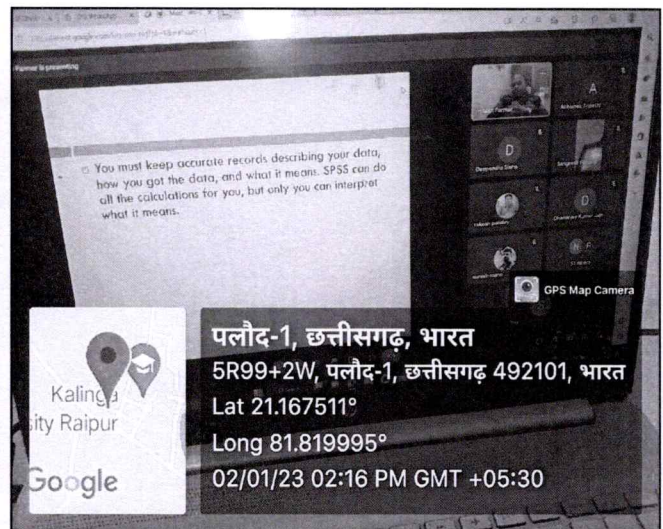 is presenting
You must keep accurate records describing your data,
how you got the data, and what it means. SPSS can do
all the calculations for you, but only you can interpret
what it means.
A
D
D
GPS Map Camera
पलौद-1, छत्तीसगढ़, भारत
5R99+2W, पलौद-1, छत्तीसगढ़ 492101, भारत
Lat 21.167511°
Long 81.819995°
02/01/23 02:16 PM GMT +05:30
Kalinga
sity Raipur
Google